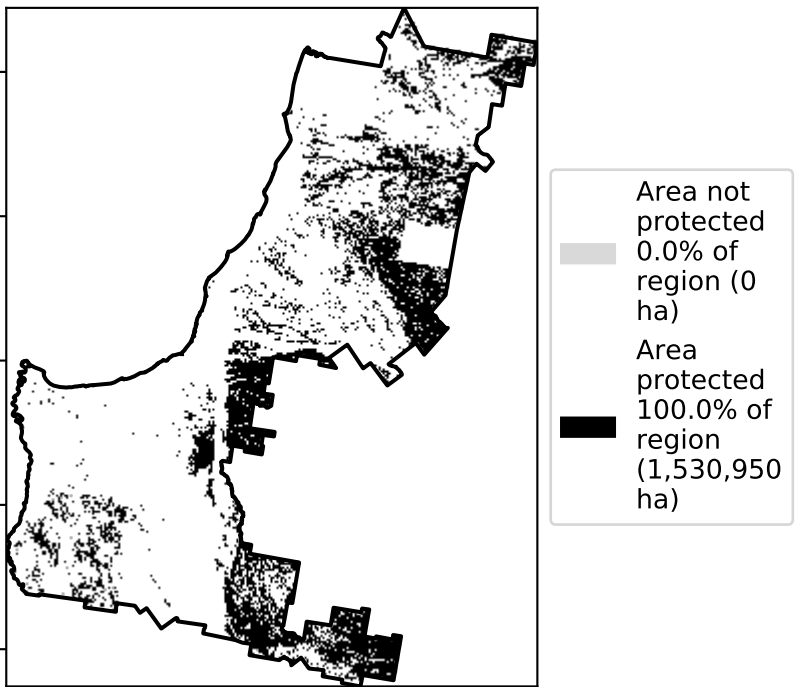 Area not
protected
0.0% of
region (0
ha)
Area
protected
100.0% of
region
(1,530,950
ha)